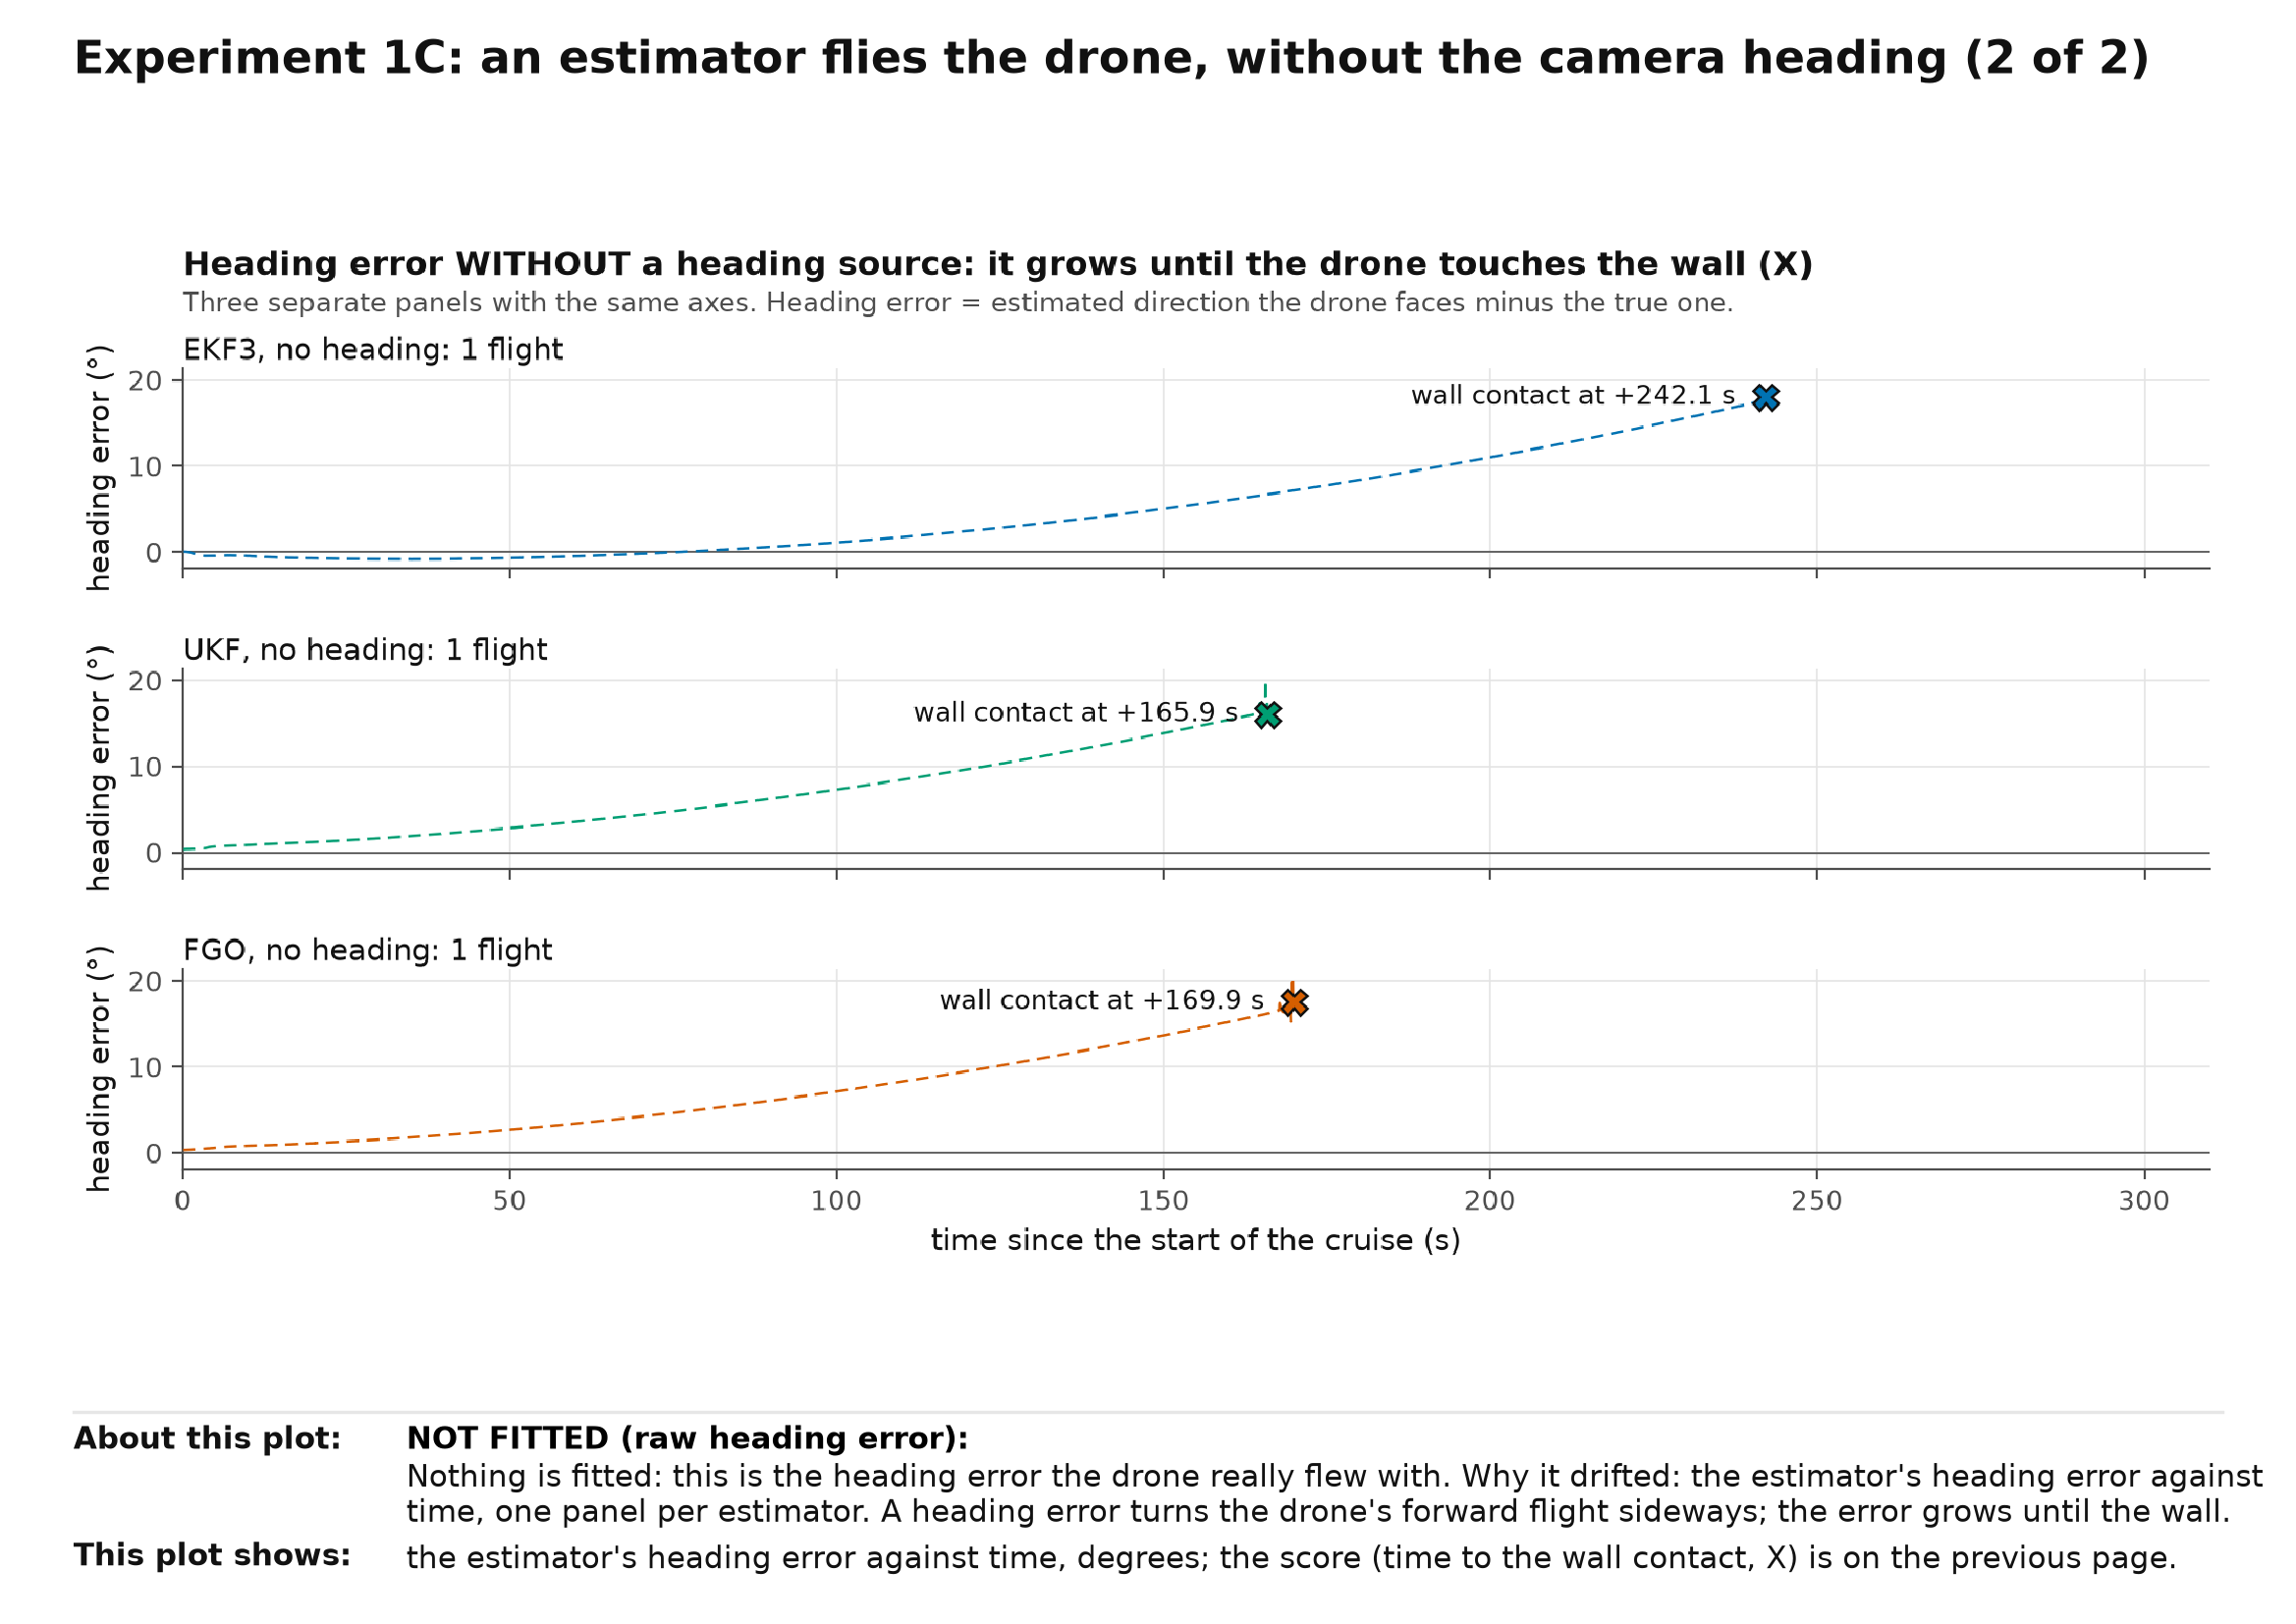 Experiment 1C: an estimator flies the drone, without the camera heading (2 of 2)
Heading error WITHOUT a heading source: it grows until the drone touches the wall (X)
Three separate panels with the same axes. Heading error = estimated direction the drone faces minus the true one.
EKF3, no heading: 1 flight
heading error (°)
20
10
0
wall contact at +242.1 s
UKF, no heading: 1 flight
heading error (°)
20
10
0
wall contact at +165.9 s
FGO, no heading: 1 flight
heading error (°)
20
10
0
wall contact at +169.9 s
0 50 100 150 200 250 300
time since the start of the cruise (s)
About this plot: NOT FITTED (raw heading error):
Nothing is fitted: this is the heading error the drone really flew with. Why it drifted: the estimator's heading error against
time, one panel per estimator. A heading error turns the drone's forward flight sideways; the error grows until the wall.
This plot shows: the estimator's heading error against time, degrees; the score (time to the wall contact, X) is on the previous page.